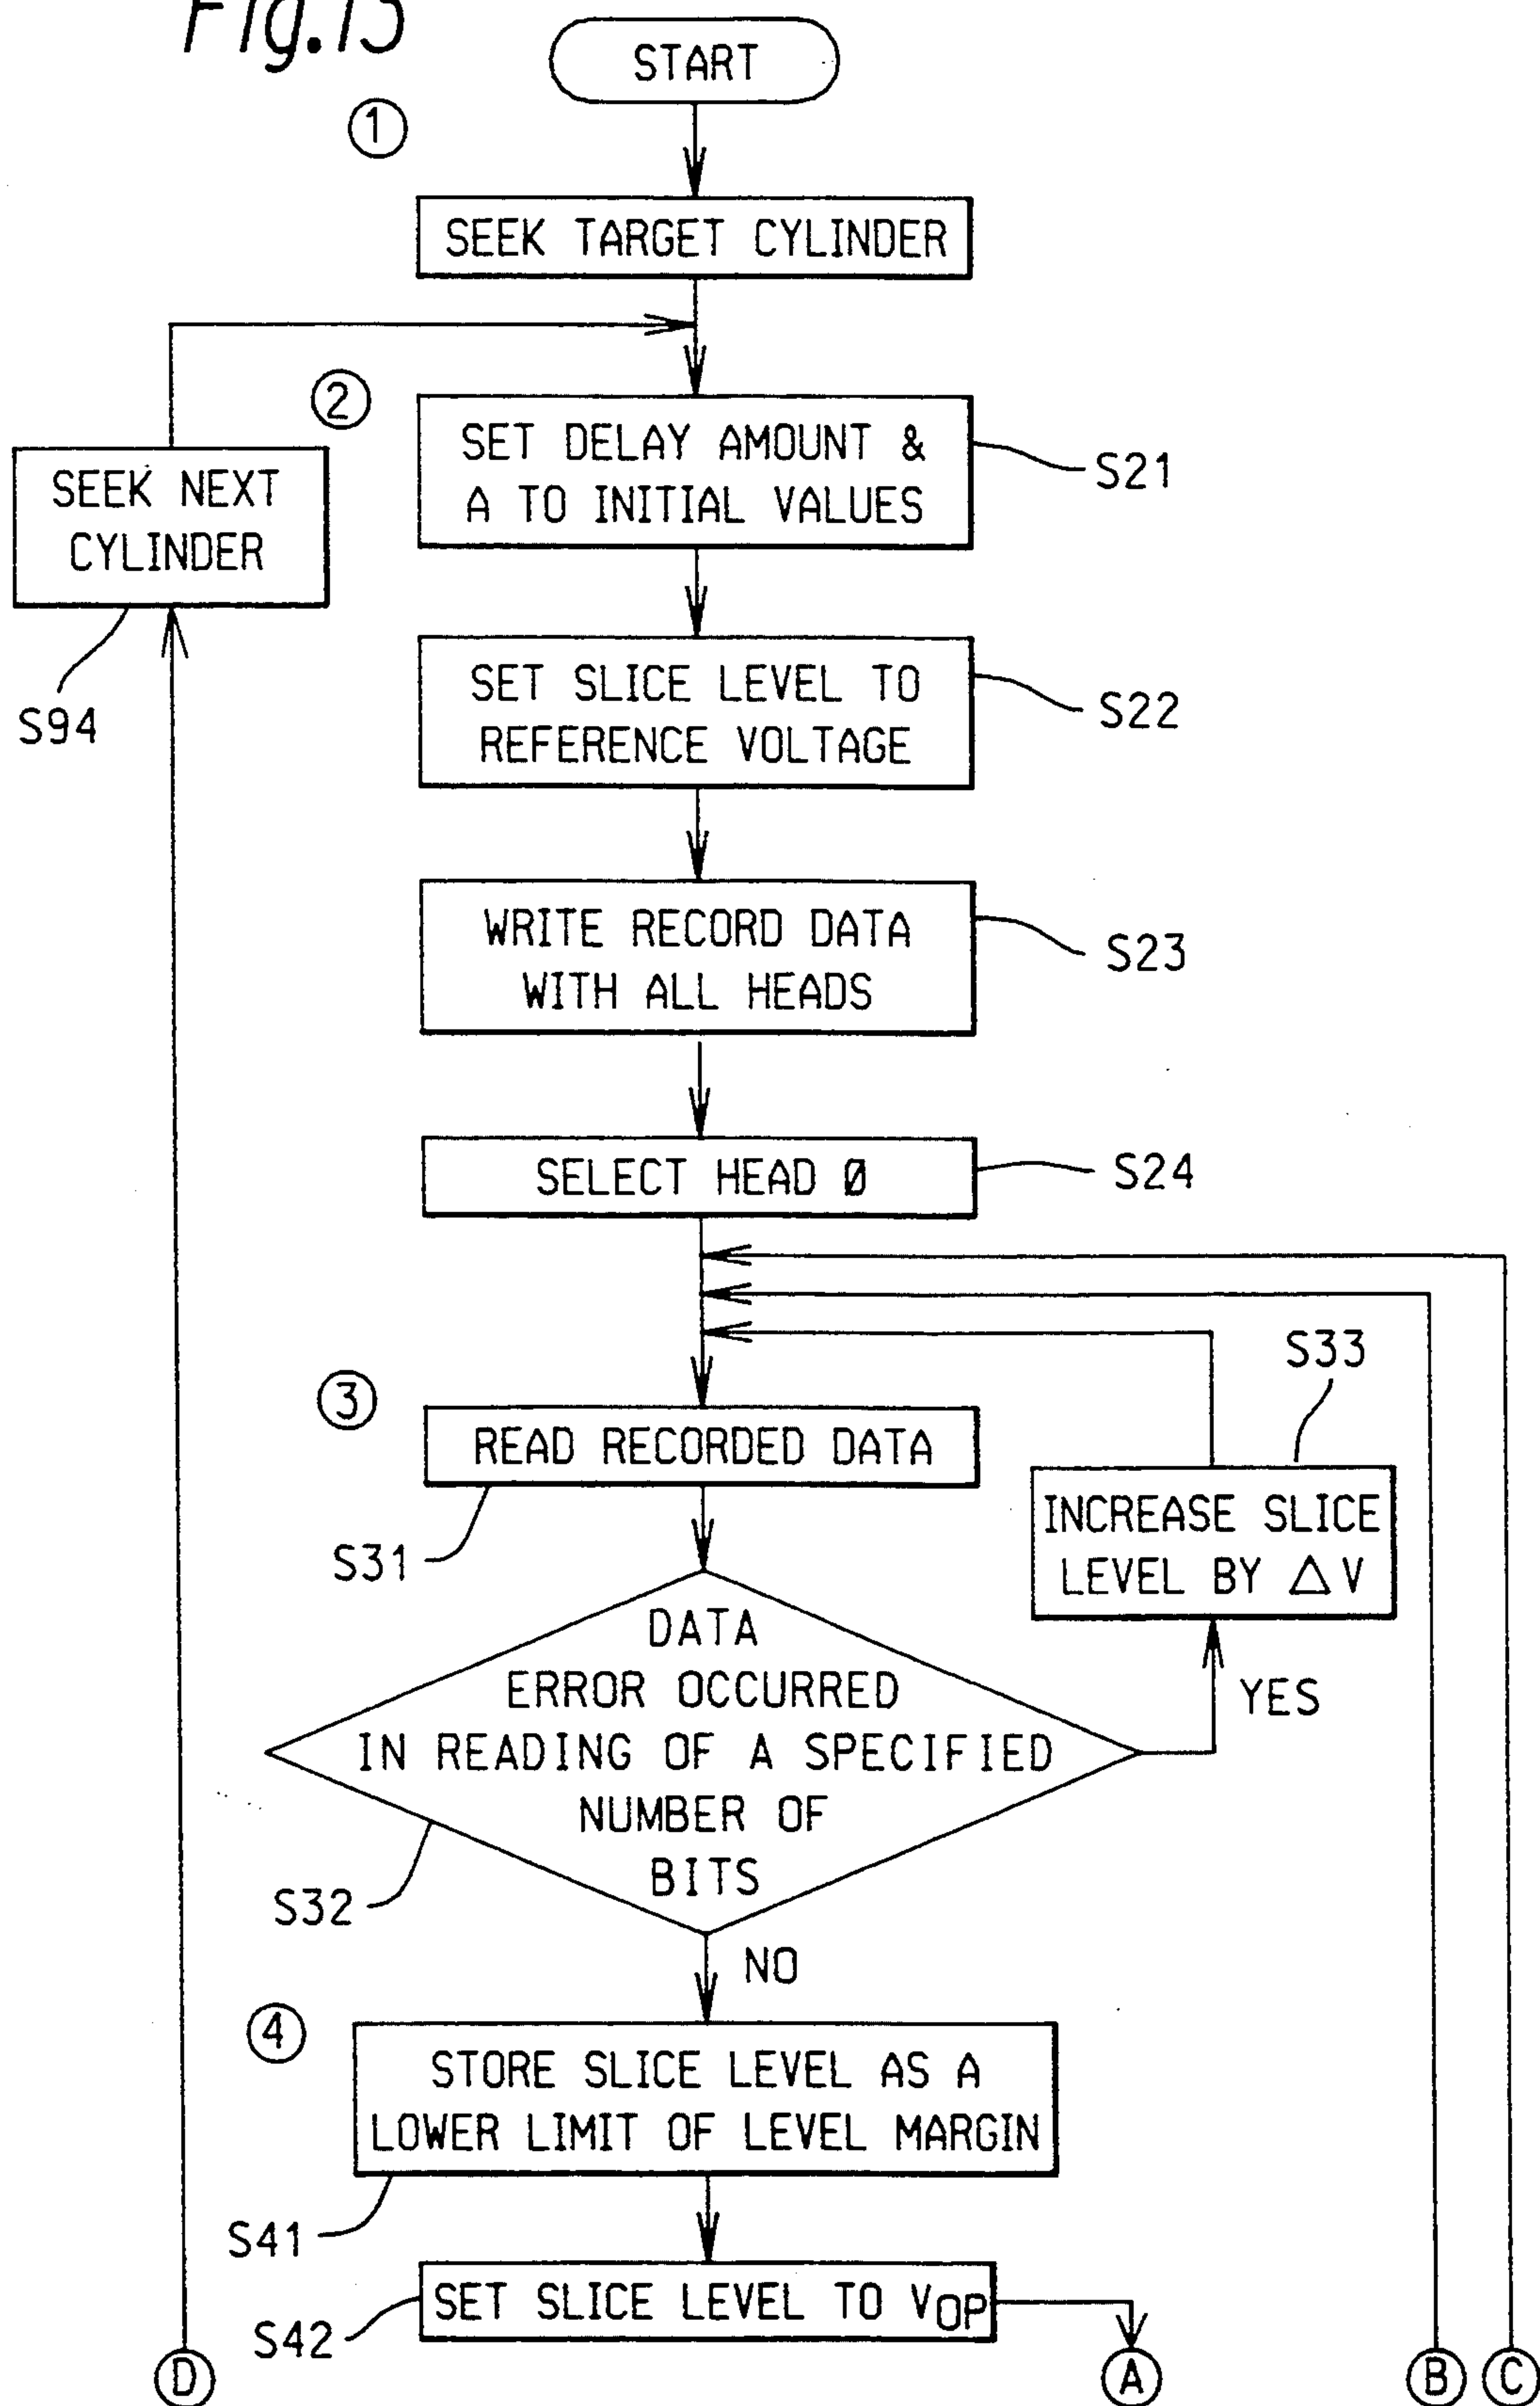 Fig.15
START
①
SEEK TARGET CYLINDER
②
SET DELAY AMOUNT &
A TO INITIAL VALUES
S21
SEEK NEXT
CYLINDER
S94
SET SLICE LEVEL TO
REFERENCE VOLTAGE
S22
WRITE RECORD DATA
WITH ALL HEADS
S23
SELECT HEAD Ø
S24
S33
③
READ RECORDED DATA
INCREASE SLICE
LEVEL BY △V
S31
DATA
ERROR OCCURRED
IN READING OF A SPECIFIED
NUMBER OF
BITS
YES
S32
NO
④
STORE SLICE LEVEL AS A
LOWER LIMIT OF LEVEL MARGIN
S41
SET SLICE LEVEL TO VOP
S42
D
A
B
C